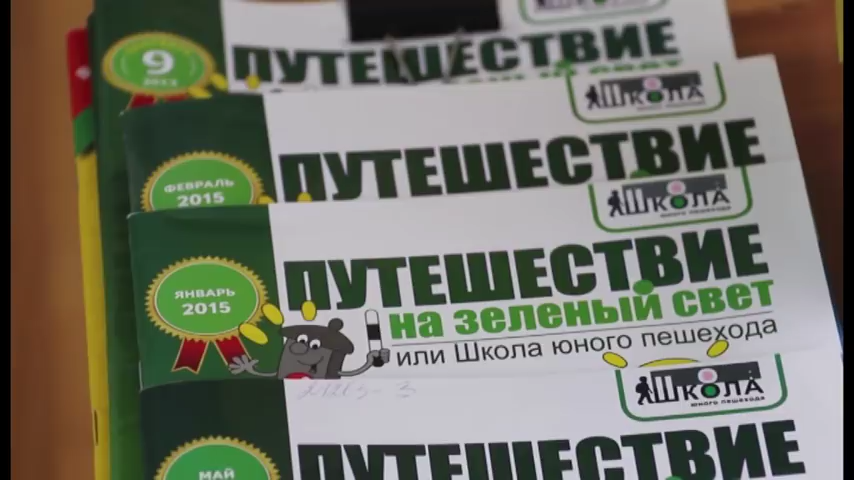 9
2013
ПУТЕШЕСТВИЕ
ШКОЛА
ФЕВРАЛЬ
2015
ПУТЕШЕСТВИЕ
ШКОЛА
юного пешехода
ЯНВАРЬ
2015
ПУТЕШЕСТВИЕ
на зеленый свет
или Школа юного пешехода
ШКОЛА
юного пешехода
МАЙ
ПУТЕШЕСТВИЕ